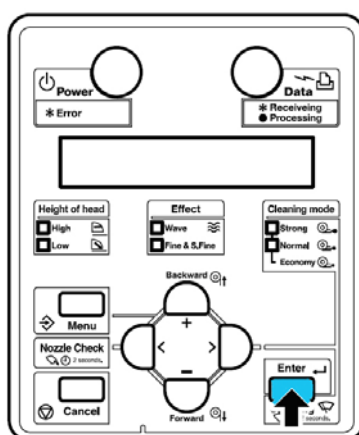 Power
Data
* Error
* Receiveing
● Processing
Height of head
High
Low
Effect
Wave
Fine & S,Fine
Cleaning mode
Strong
Normal
Economy
Backward
Menu
+
< >
−
Nozzle Check
2 seconds.
Enter
Cancel
Forward
seconds.